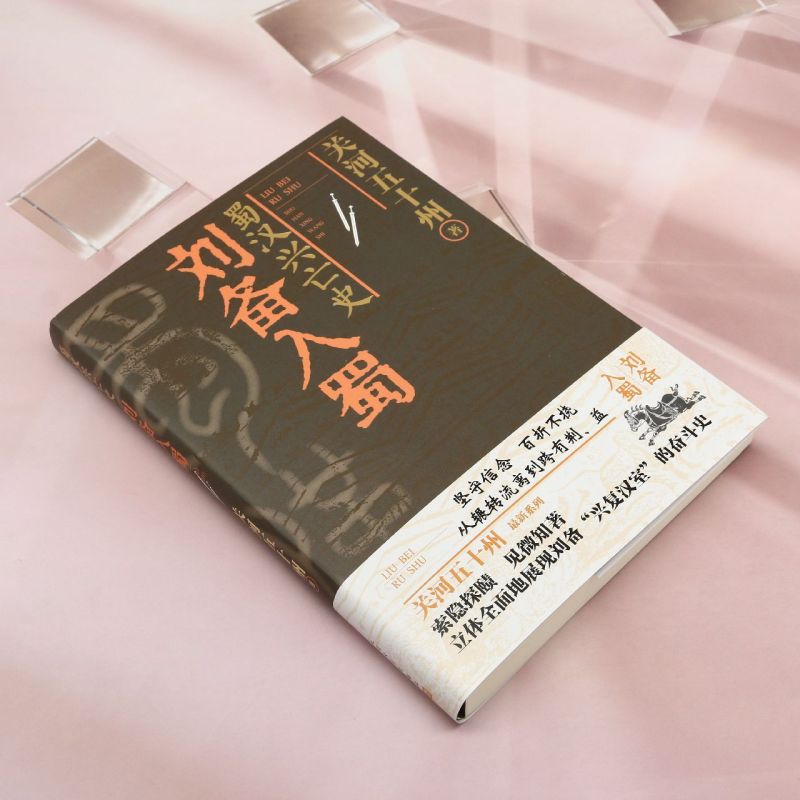 关河五十州 著
LIU BEI
RU SHU
SHU
HAN
XING
WANG
SHI
蜀汉兴亡史
刘备入蜀
刘备
入蜀
坚守信念 百折不挠
从辗转流离到跨有荆、益
LIU BEI
RU SHU
关河五十州 最新系列
索隐探赜 见微知著
立体全面地展现刘备“兴复汉室”的奋斗史